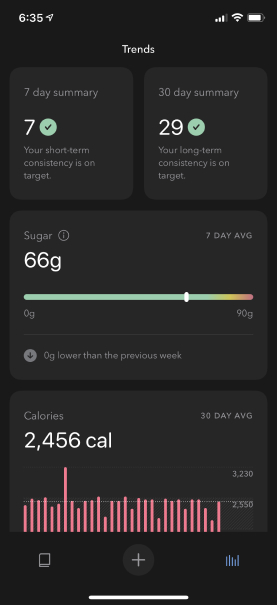 6:35
Trends
7 day summary
30 day summary
7
29
Your short-term
consistency is on
target.
Your long-term
consistency is on
target.
Sugar
7 DAY AVG
66g
0g
90g
0g lower than the previous week
Calories
30 DAY AVG
2,456 cal
3,230
2,550